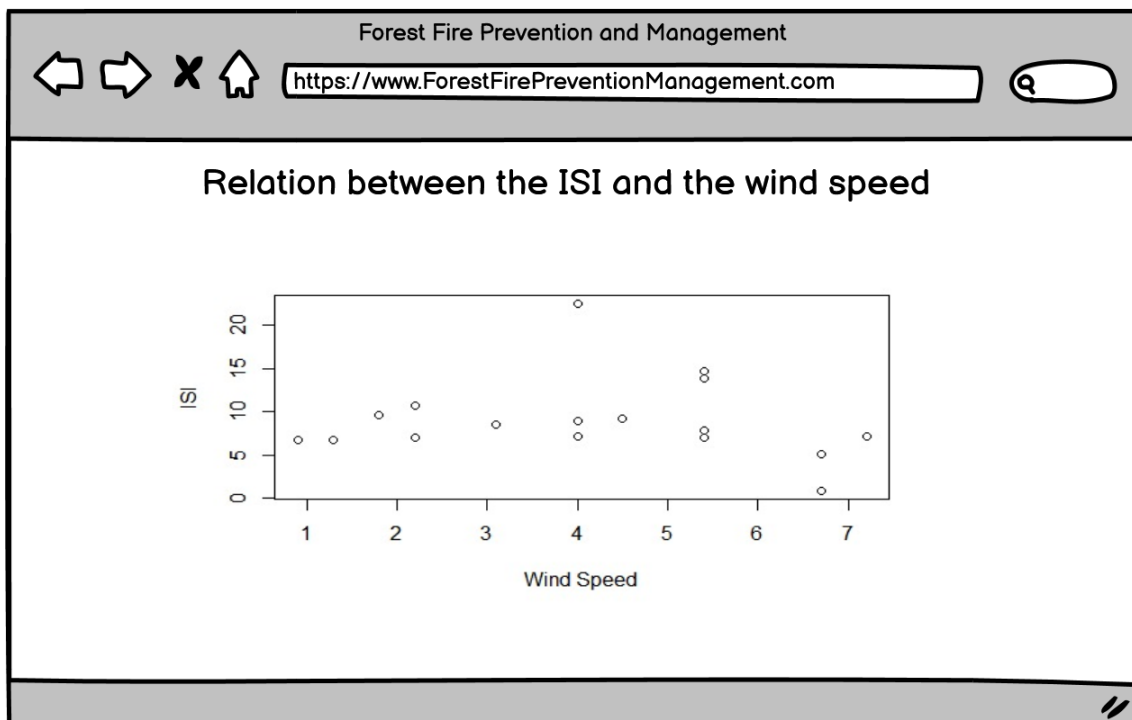 Forest Fire Prevention and Management
https://www.ForestFirePreventionManagement.com
Relation between the ISI and the wind speed
20
15
10
5
0
ISI
1 2 3 4 5 6 7
Wind Speed